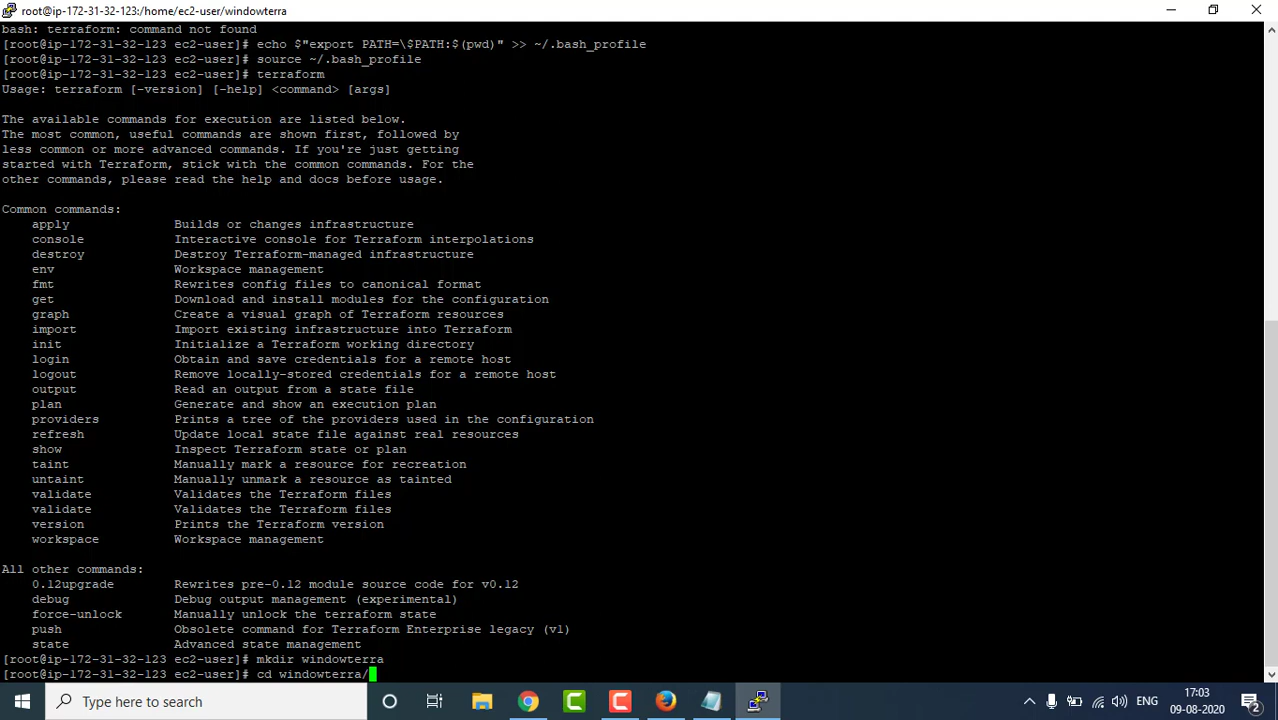 root@ip-172-31-32-123:/home/ec2-user/windowterra
bash: terraform: command not found
[root@ip-172-31-32-123 ec2-user]# echo $"export PATH=\$PATH:$(pwd)" >> ~/.bash_profile
[root@ip-172-31-32-123 ec2-user]# source ~/.bash_profile
[root@ip-172-31-32-123 ec2-user]# terraform
Usage: terraform [-version] [-help] <command> [args]
The available commands for execution are listed below.
The most common, useful commands are shown first, followed by
less common or more advanced commands. If you're just getting
started with Terraform, stick with the common commands. For the
other commands, please read the help and docs before usage.
Common commands:
apply Builds or changes infrastructure
console Interactive console for Terraform interpolations
destroy Destroy Terraform-managed infrastructure
env Workspace management
fmt Rewrites config files to canonical format
get Download and install modules for the configuration
graph Create a visual graph of Terraform resources
import Import existing infrastructure into Terraform
init Initialize a Terraform working directory
login Obtain and save credentials for a remote host
logout Remove locally-stored credentials for a remote host
output Read an output from a state file
plan Generate and show an execution plan
providers Prints a tree of the providers used in the configuration
refresh Update local state file against real resources
show Inspect Terraform state or plan
taint Manually mark a resource for recreation
untaint Manually unmark a resource as tainted
validate Validates the Terraform files
validate Validates the Terraform files
version Prints the Terraform version
workspace Workspace management
All other commands:
0.12upgrade Rewrites pre-0.12 module source code for v0.12
debug Debug output management (experimental)
force-unlock Manually unlock the terraform state
push Obsolete command for Terraform Enterprise legacy (v1)
state Advanced state management
[root@ip-172-31-32-123 ec2-user]# mkdir windowterra
[root@ip-172-31-32-123 ec2-user]# cd windowterra/
Type here to search
ENG
17:03
09-08-2020
2